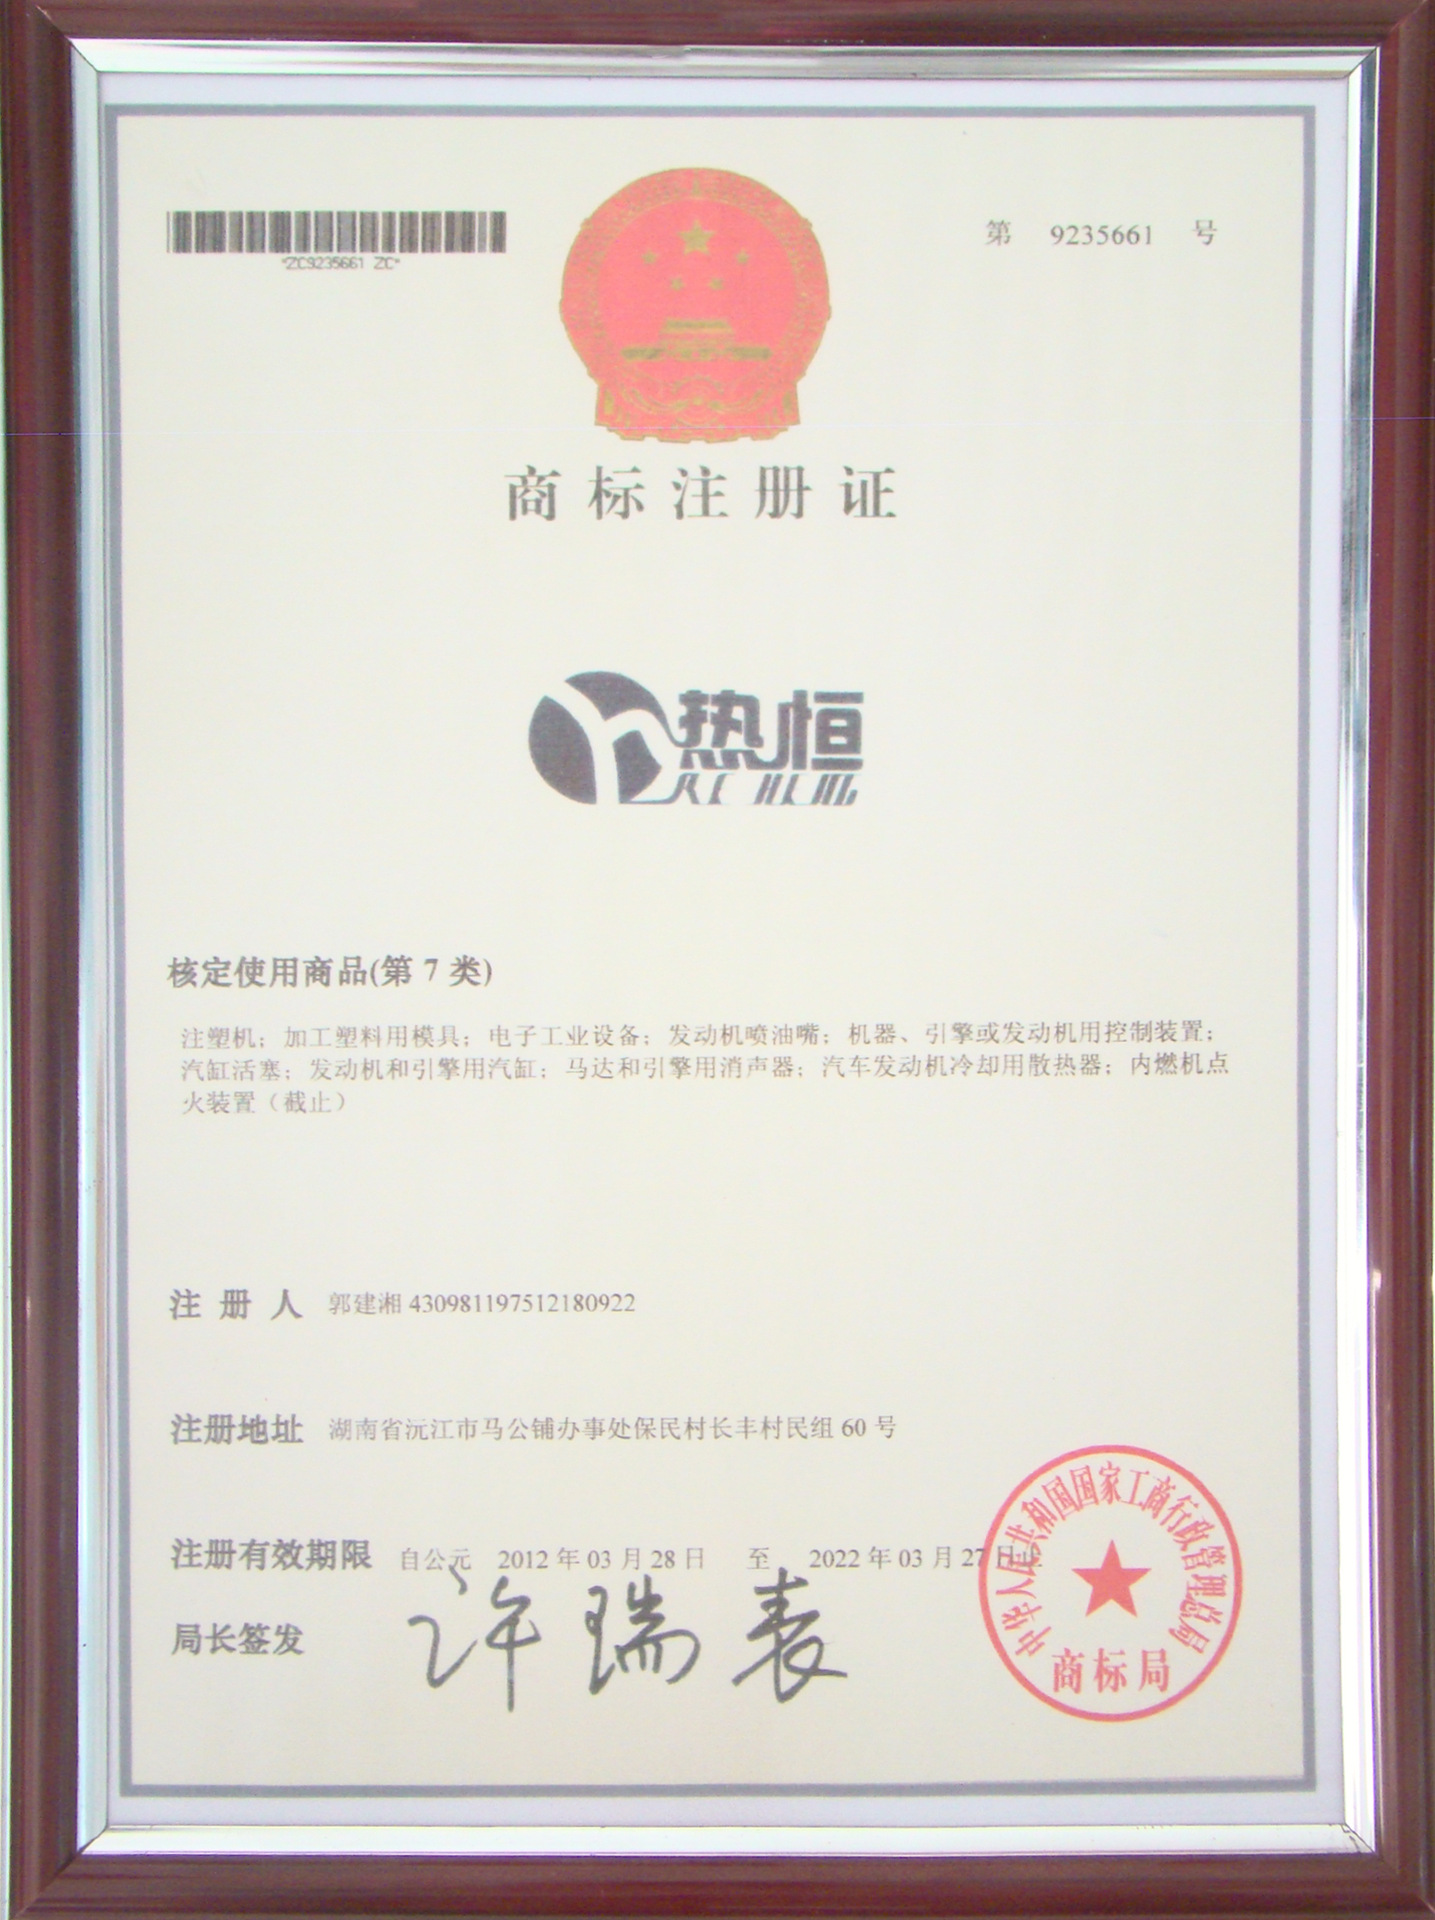 *ZC9235661 ZC*
第 9235661 号
商标注册证
热恒
RE HENG
核定使用商品(第 7 类)
注塑机；加工塑料用模具；电子工业设备；发动机喷油嘴；机器、引擎或发动机用控制装置；
汽缸活塞；发动机和引擎用汽缸；马达和引擎用消声器；汽车发动机冷却用散热器；内燃机点
火装置（截止）
注 册 人 郭建湘 430981197512180922
注册地址 湖南省沅江市马公铺办事处保民村长丰村民组 60 号
注册有效期限 自公元 2012 年 03 月 28 日 至 2022 年 03 月 27 日止
局长签发 许瑞表
中华人民共和国国家工商行政管理总局
商标局